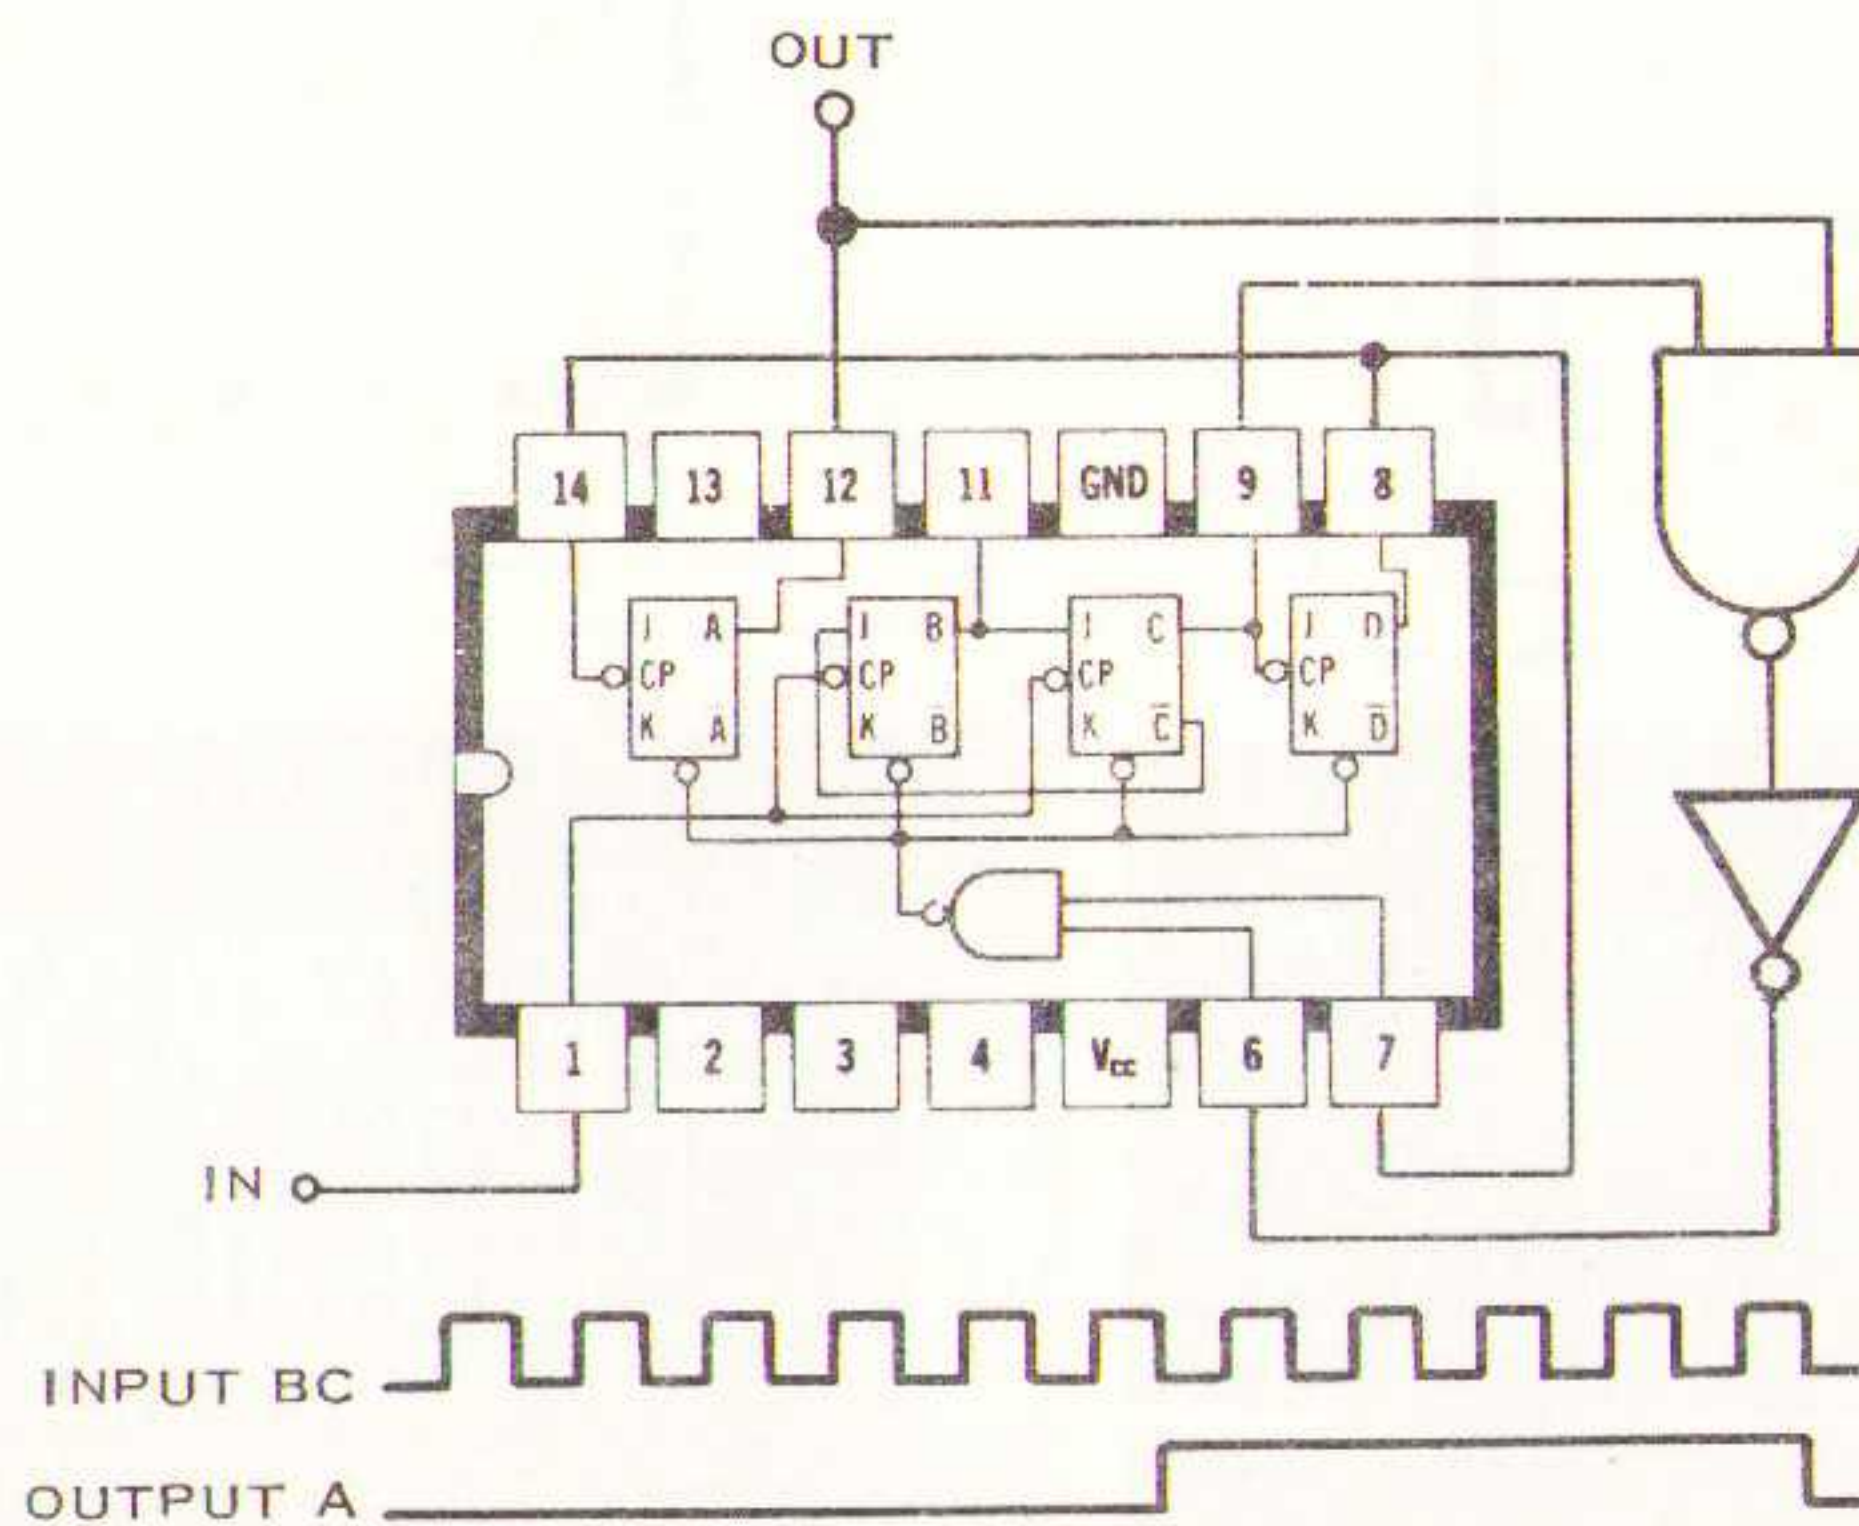 OUT
14 13 12 11 GND 9 8
J A J B J C J D
CP CP CP CP
K Ā K B̄ K C̄ K D̄
1 2 3 4 Vcc 6 7
IN
INPUT BC
OUTPUT A